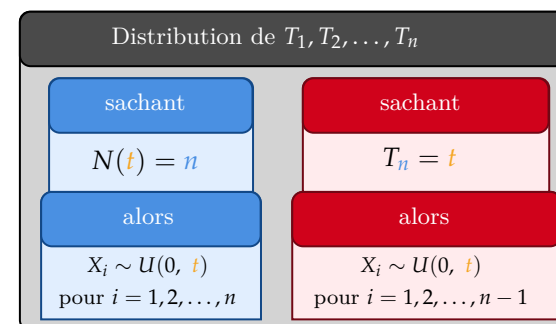 Distribution de T₁, T₂, . . . , Tₙ
sachant
N(t) = n
alors
Xᵢ ∼ U(0, t)
pour i = 1, 2, . . . , n
sachant
Tₙ = t
alors
Xᵢ ∼ U(0, t)
pour i = 1, 2, . . . , n − 1